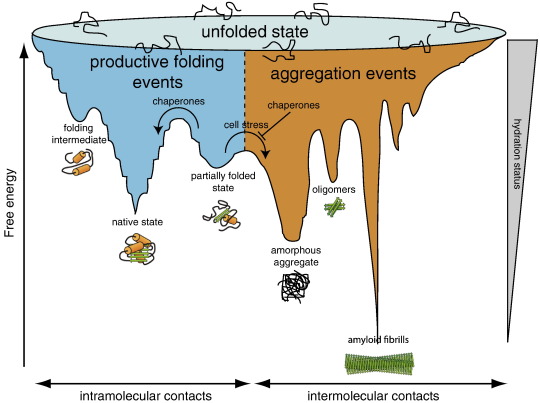 unfolded state
productive folding
events
aggregation events
chaperones
chaperones
cell stress
folding
intermediate
partially folded
state
oligomers
native state
amorphous
aggregate
amyloid fibrills
Free energy
hydration status
intramolecular contacts
intermolecular contacts